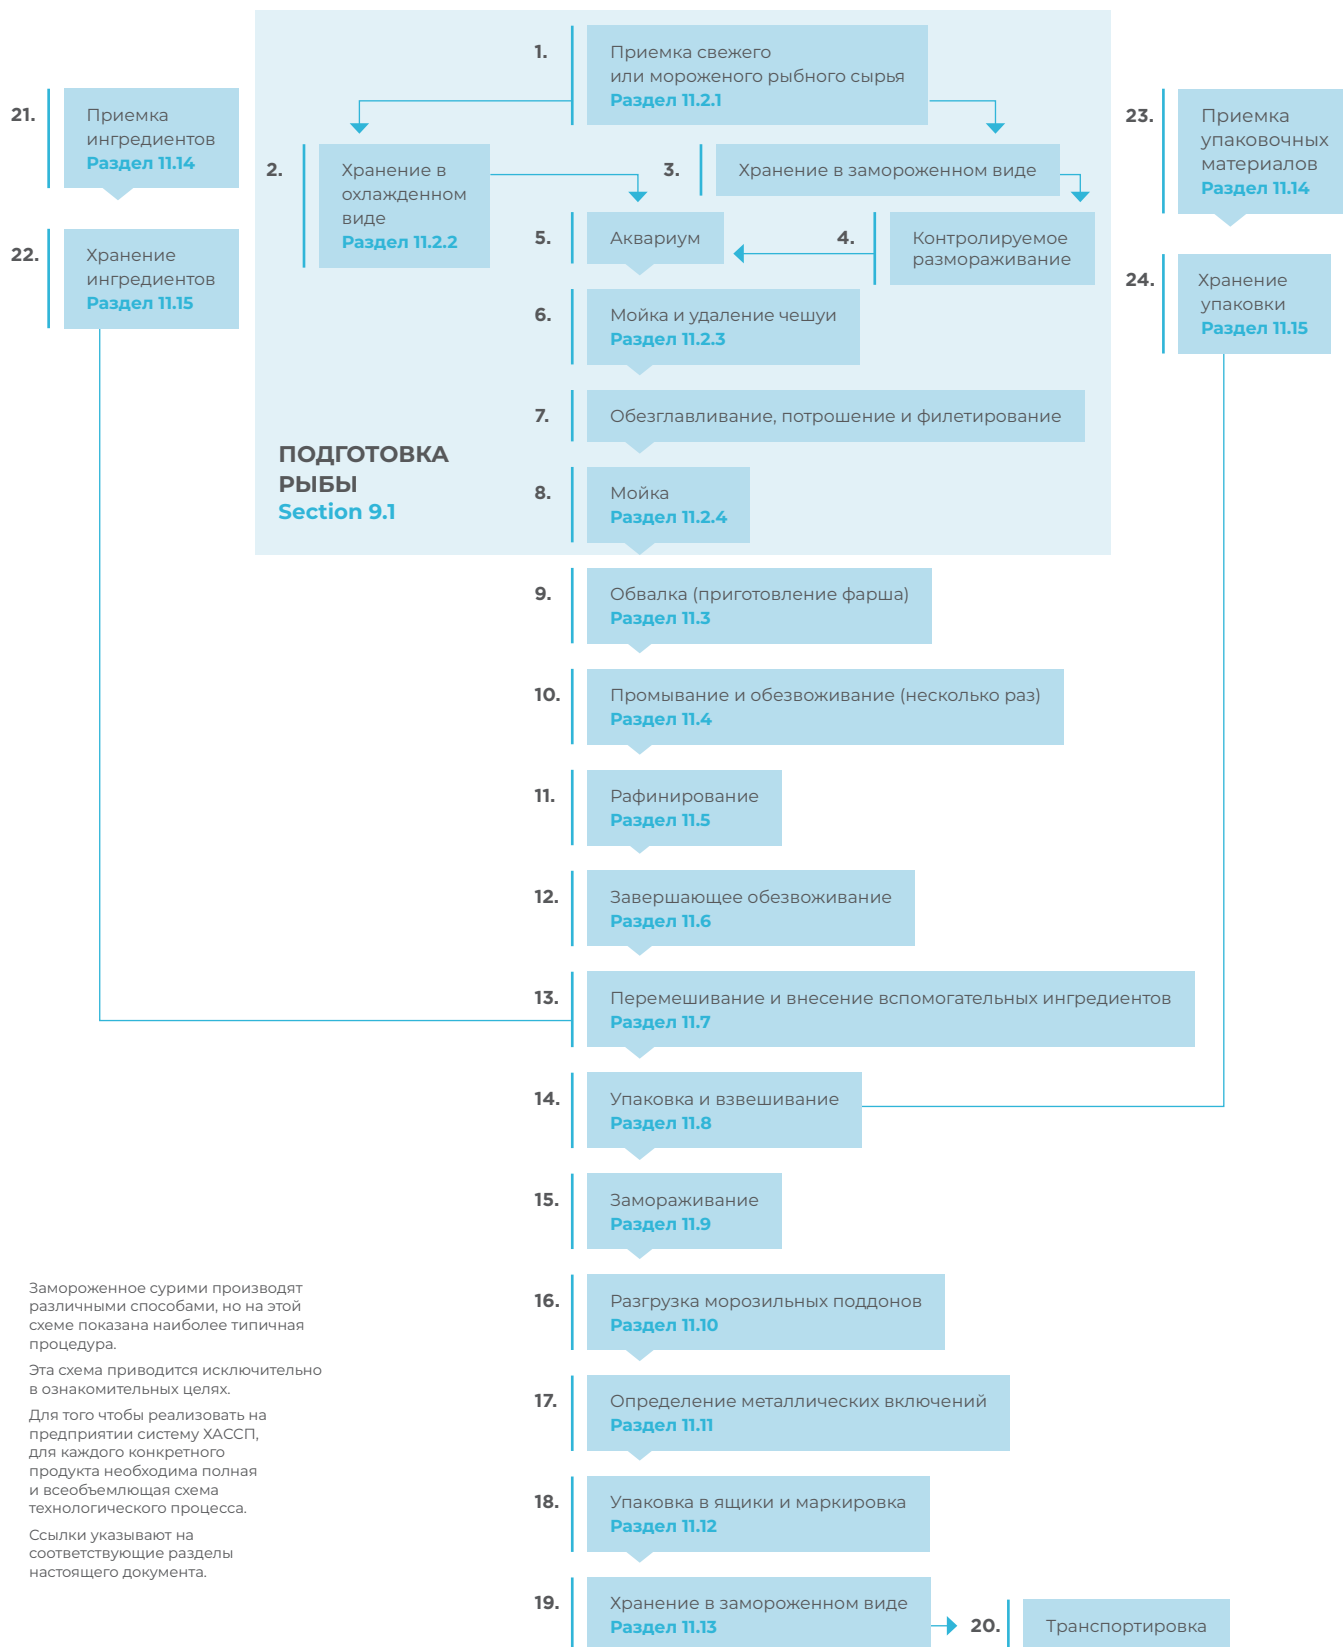 1.
Приемка свежего
или мороженого рыбного сырья
Раздел 11.2.1
21.
Приемка
ингредиентов
Раздел 11.14
23.
Приемка
упаковочных
материалов
Раздел 11.14
2.
Хранение в
охлажденном
виде
Раздел 11.2.2
3.
Хранение в замороженном виде
5.
Аквариум
4.
Контролируемое
размораживание
22.
Хранение
ингредиентов
Раздел 11.15
24.
Хранение
упаковки
Раздел 11.15
6.
Мойка и удаление чешуи
Раздел 11.2.3
7.
Обезглавливание, потрошение и филетирование
ПОДГОТОВКА
РЫБЫ
Section 9.1
8.
Мойка
Раздел 11.2.4
9.
Обвалка (приготовление фарша)
Раздел 11.3
10.
Промывание и обезвоживание (несколько раз)
Раздел 11.4
11.
Рафинирование
Раздел 11.5
12.
Завершающее обезвоживание
Раздел 11.6
13.
Перемешивание и внесение вспомогательных ингредиентов
Раздел 11.7
14.
Упаковка и взвешивание
Раздел 11.8
15.
Замораживание
Раздел 11.9
16.
Разгрузка морозильных поддонов
Раздел 11.10
17.
Определение металлических включений
Раздел 11.11
18.
Упаковка в ящики и маркировка
Раздел 11.12
19.
Хранение в замороженном виде
Раздел 11.13
20.
Транспортировка
Замороженное сурими производят
различными способами, но на этой
схеме показана наиболее типичная
процедура.
Эта схема приводится исключительно
в ознакомительных целях.
Для того чтобы реализовать на
предприятии систему ХАССП,
для каждого конкретного
продукта необходима полная
и всеобъемлющая схема
технологического процесса.
Ссылки указывают на
соответствующие разделы
настоящего документа.